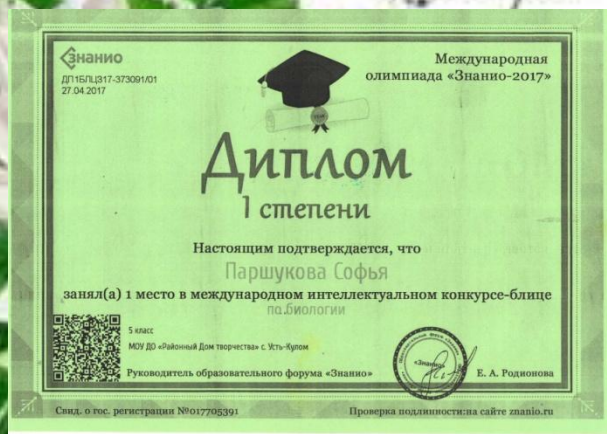 Знанио
ДП1БЛЦ317-373091/01
27.04.2017
Международная
олимпиада «Знанио-2017»
Диплом
I степени
Настоящим подтверждается, что
Паршукова Софья
занял(а) 1 место в международном интеллектуальном конкурсе-блице
по биологии
5 класс
МОУ ДО «Районный Дом творчества» с. Усть-Кулом
Руководитель образовательного форума «Знанио»
«Знанио»
Е. А. Родионова
Свид. о гос. регистрации №017705391
Проверка подлинности:на сайте znanio.ru